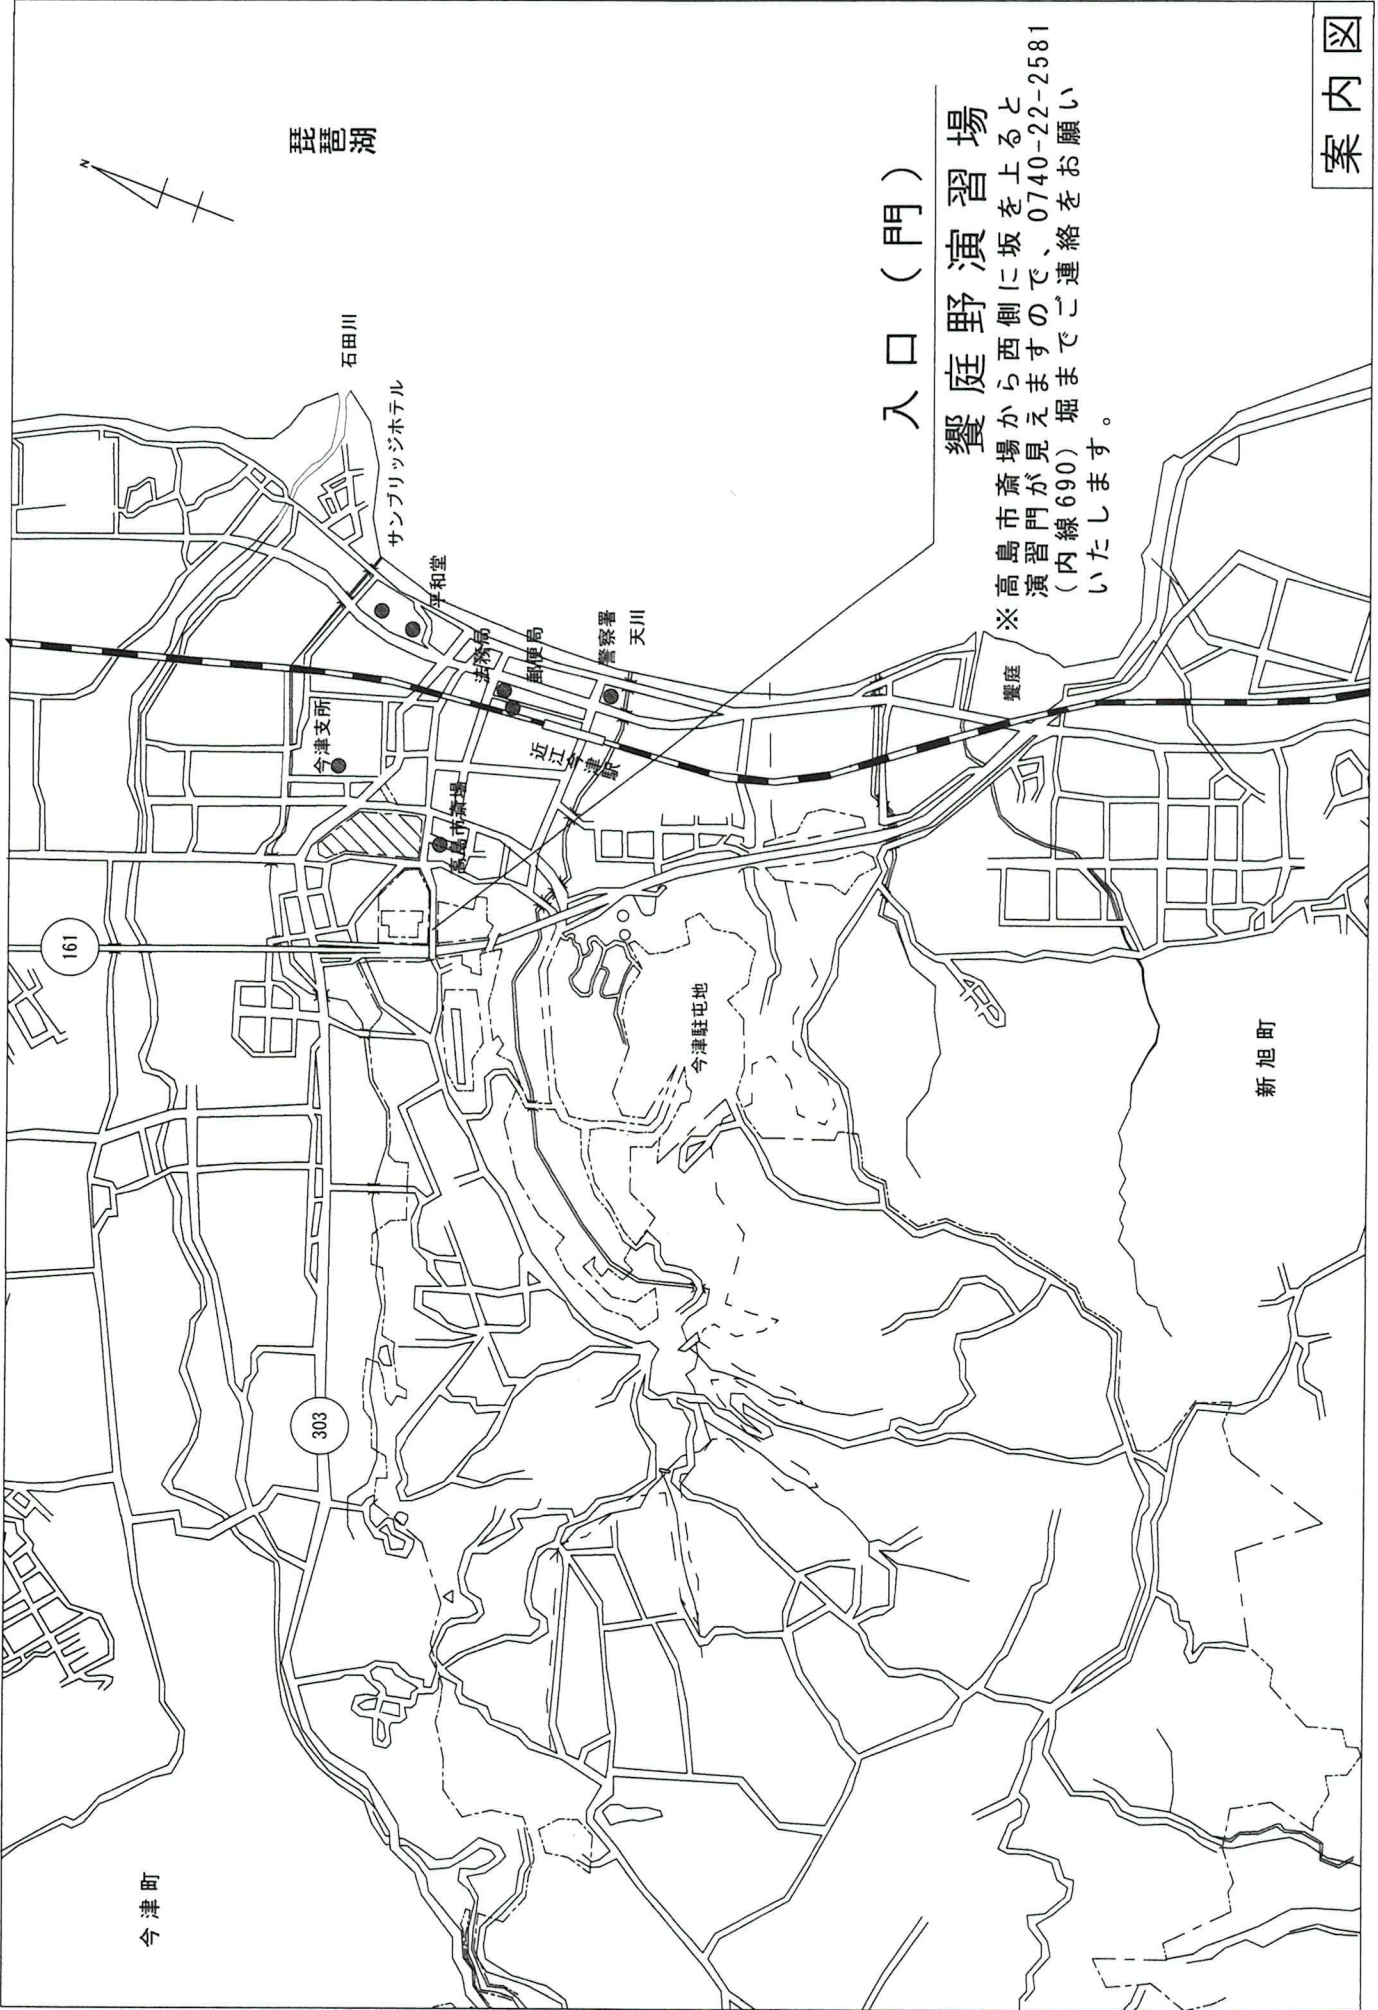 案内図
琵琶湖
N
石田川
サンブリッジホテル
平和堂
法務局
郵便局
警察署
天川
今津支所
近江今津駅
高島市斎場
161
303
今津駐屯地
饗庭
新旭町
今津町
入口（門）
饗庭野演習場
※高島市斎場から西側に坂を上ると
演習門が見えますので、0740-22-2581
（内線690）堀までご連絡をお願い
いたします。